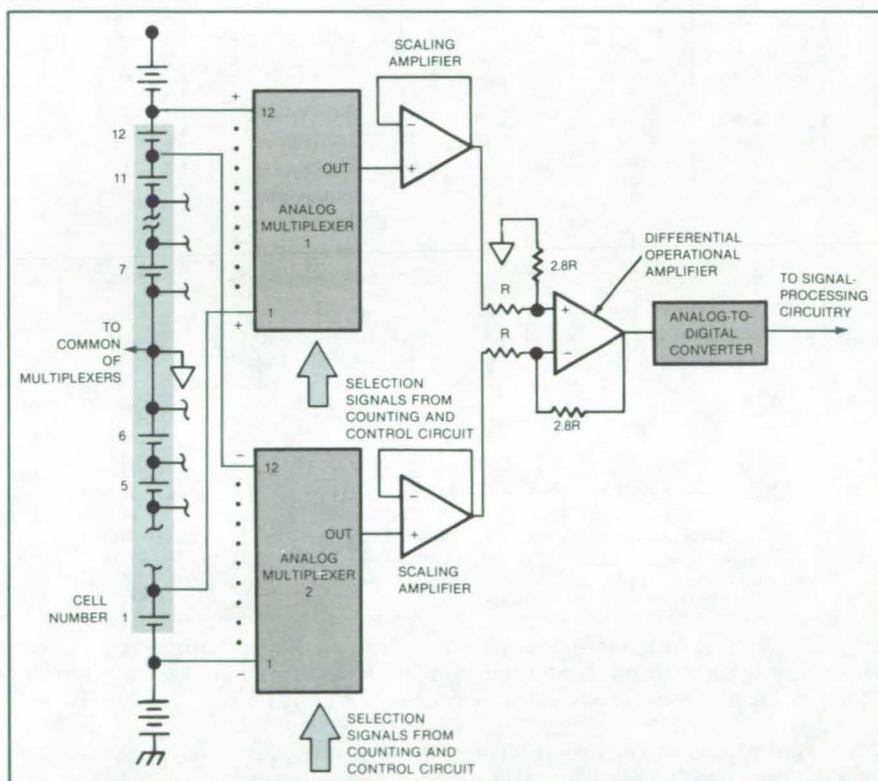 SCALING
AMPLIFIER
+
12
12
11
OUT
−
+
ANALOG
MULTIPLEXER
1
DIFFERENTIAL
OPERATIONAL
AMPLIFIER
7
2.8R
R
+
−
TO SIGNAL-
PROCESSING
CIRCUITRY
R
ANALOG-TO-
DIGITAL
CONVERTER
1
+
TO
COMMON
OF
MULTIPLEXERS
SELECTION
SIGNALS FROM
COUNTING AND
CONTROL CIRCUIT
2.8R
6
−
12
5
OUT
−
+
ANALOG
MULTIPLEXER
2
SCALING
AMPLIFIER
CELL
NUMBER
1
1
−
SELECTION
SIGNALS FROM
COUNTING AND
CONTROL CIRCUIT